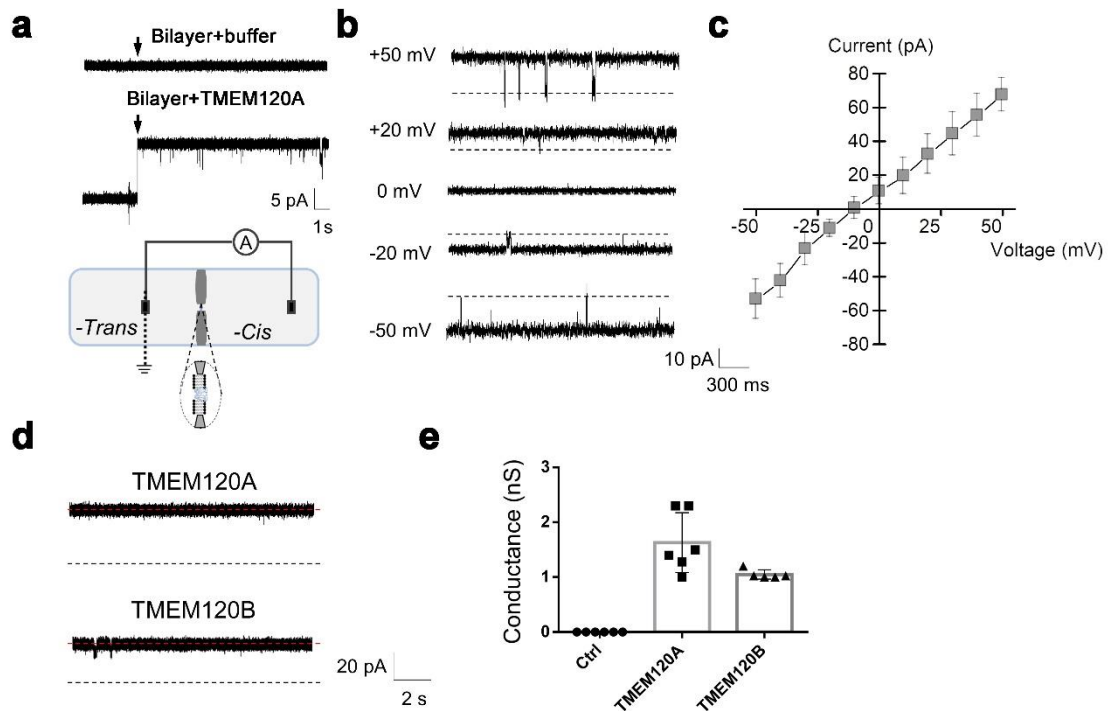 a
Bilayer+buffer
Bilayer+TMEM120A
5 pA
1s
A
-Trans
-Cis
b
+50 mV
+20 mV
0 mV
-20 mV
-50 mV
10 pA
300 ms
c
Current (pA)
80
60
40
20
-50
-25
25
50
-20
Voltage (mV)
-40
-60
-80
d
TMEM120A
TMEM120B
20 pA
2 s
e
Conductance (nS)
3
2
1
0
Ctrl
TMEM120A
TMEM120B